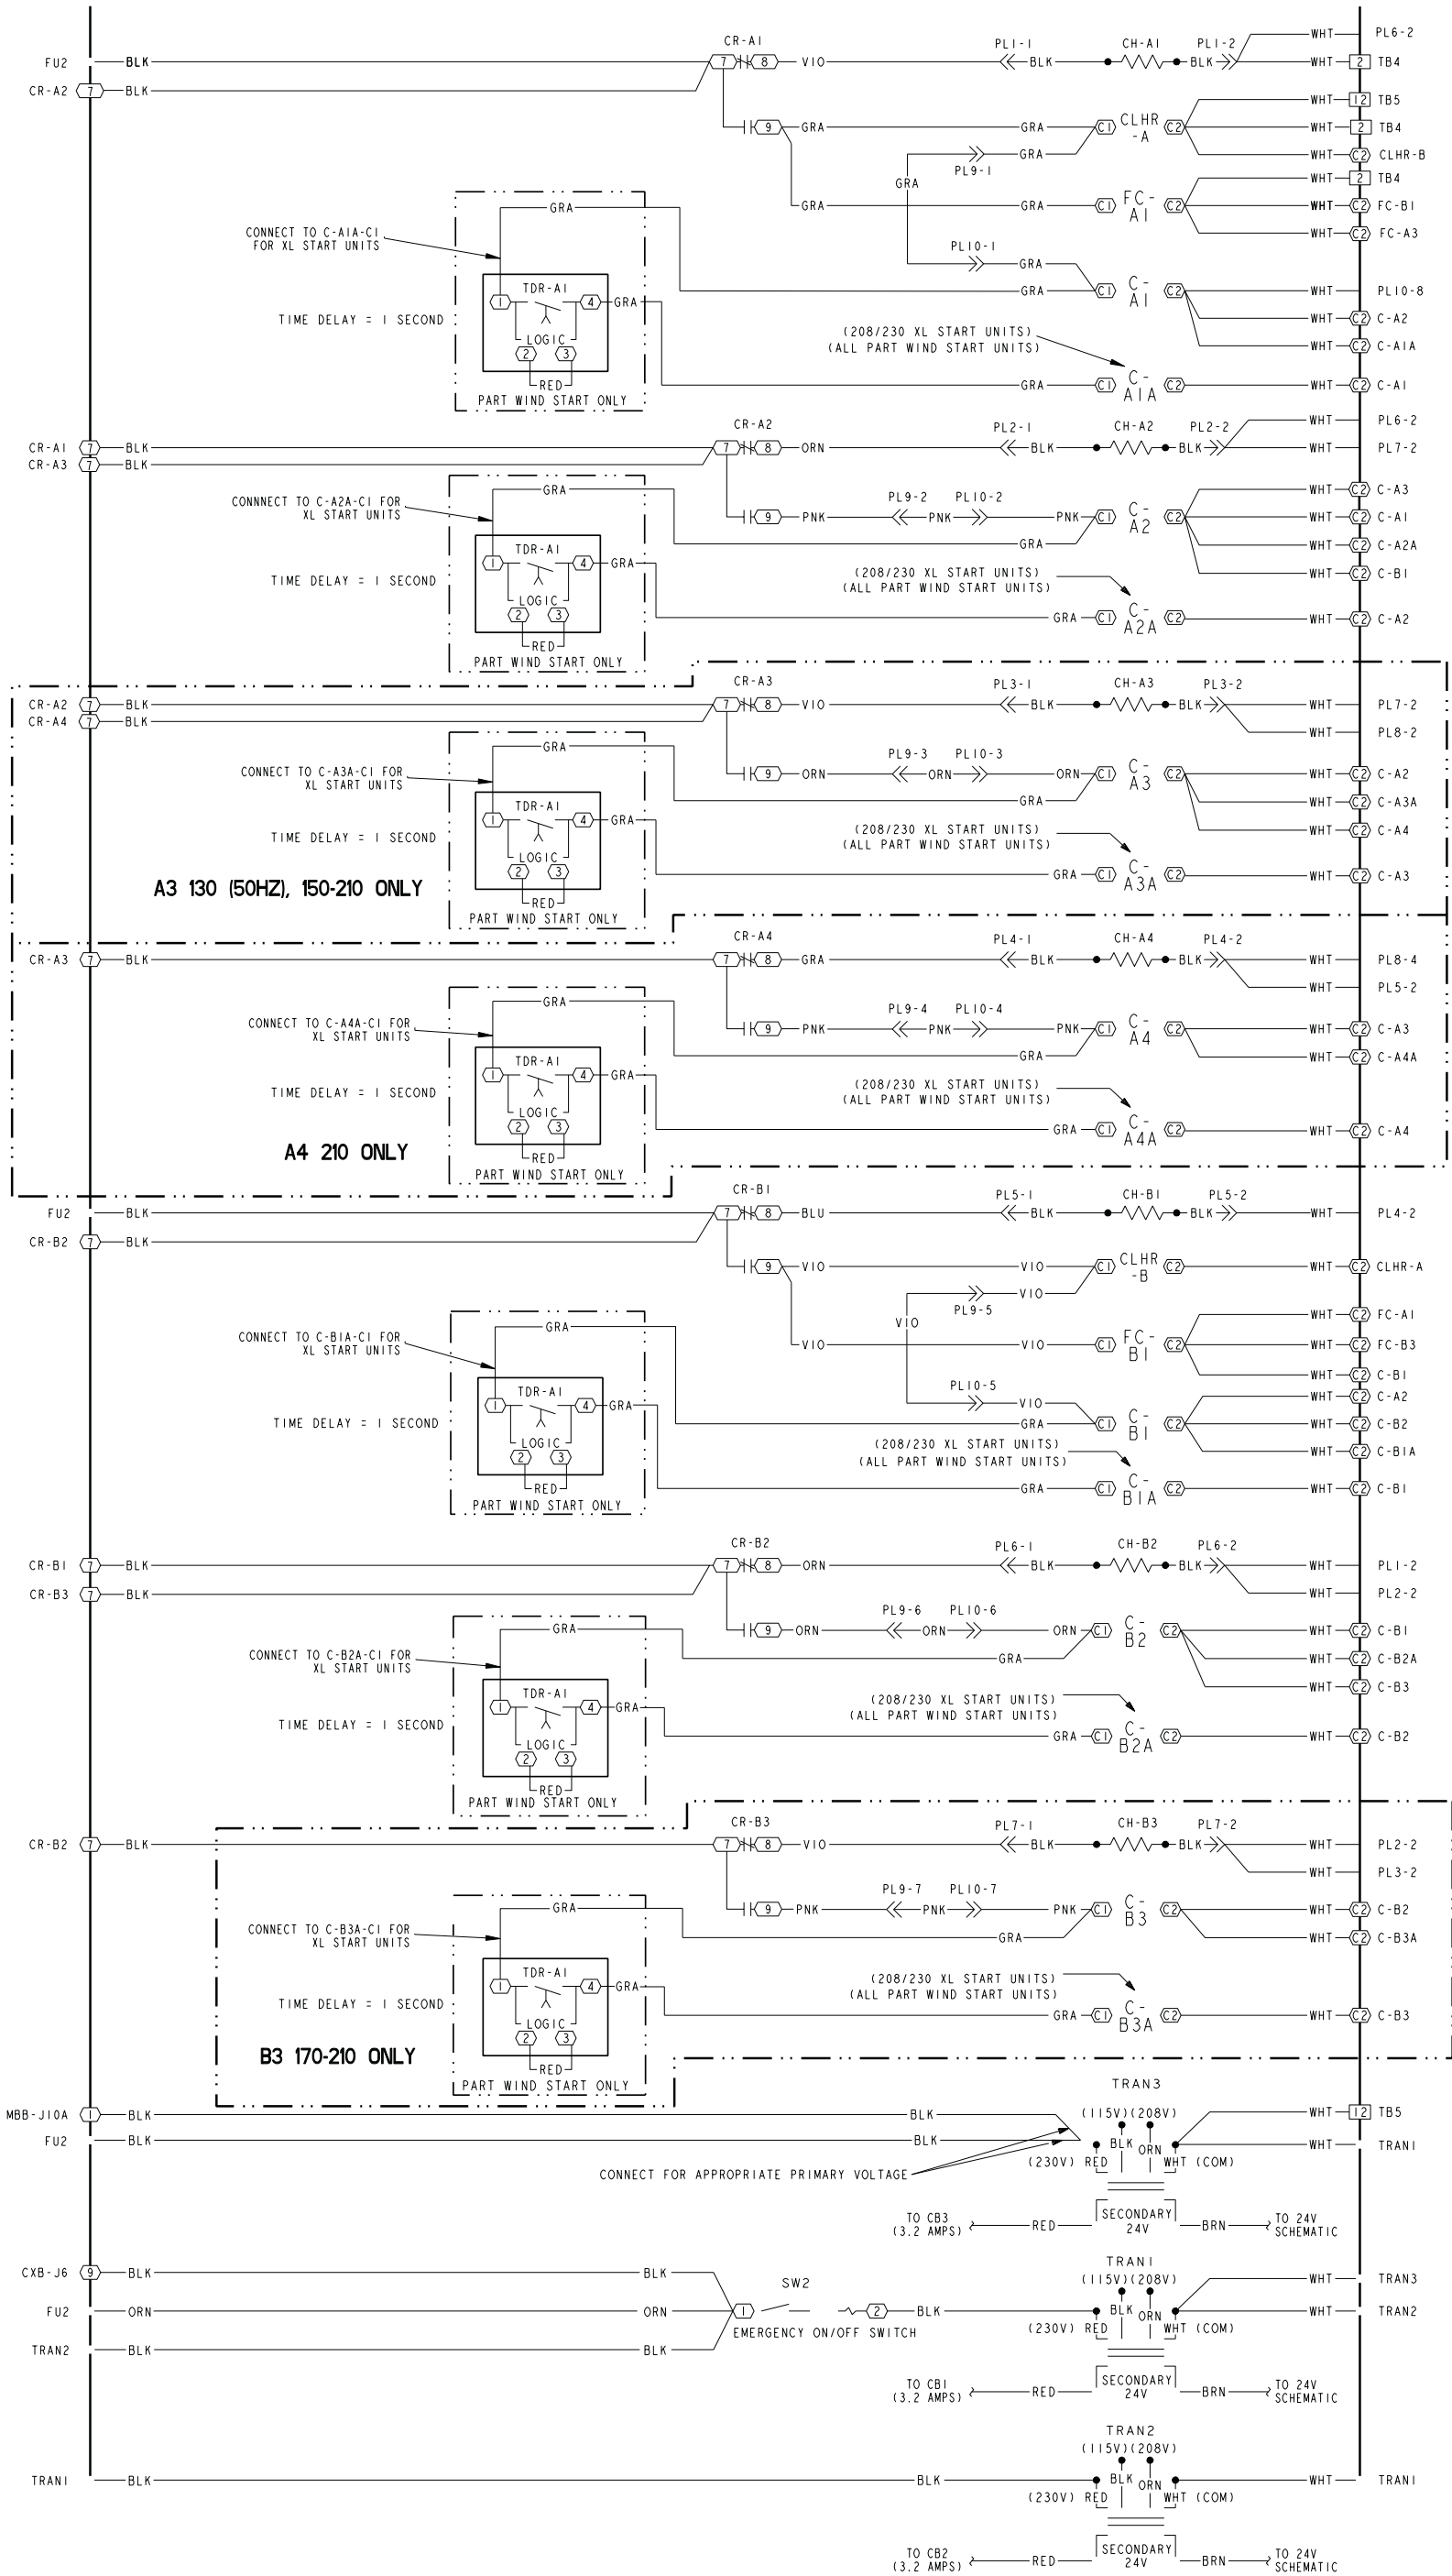 CR-A1 PL1-1 CH-A1 PL1-2 WHT PL6-2
FU2 BLK 7 8 VIO BLK BLK WHT 2 TB4
CR-A2 7 BLK
WHT 12 TB5
9 GRA GRA C1 CLHR-A C2 WHT 2 TB4
PL9-1 GRA WHT C2 CLHR-B
GRA WHT 2 TB4
GRA GRA GRA C1 FC-A1 C2 WHT C2 FC-B1
CONNECT TO C-A1A-C1
FOR XL START UNITS
WHT C2 FC-A3
PL10-1 GRA
TDR-A1 GRA C1 C-A1 C2 WHT PL10-8
1 4 GRA
TIME DELAY = 1 SECOND
WHT C2 C-A2
LOGIC
(208/230 XL START UNITS)
(ALL PART WIND START UNITS)
WHT C2 C-A1A
2 3
RED GRA C1 C-A1A C2 WHT C2 C-A1
PART WIND START ONLY
CR-A2 PL2-1 CH-A2 PL2-2 WHT PL6-2
CR-A1 7 BLK 7 8 ORN BLK BLK WHT PL7-2
CR-A3 7 BLK
GRA WHT C2 C-A3
CONNNECT TO C-A2A-C1 FOR
XL START UNITS
PL9-2 PL10-2
9 PNK PNK PNK C1 C-A2 C2 WHT C2 C-A1
GRA WHT C2 C-A2A
TDR-A1
1 4 GRA
WHT C2 C-B1
TIME DELAY = 1 SECOND
(208/230 XL START UNITS)
(ALL PART WIND START UNITS)
LOGIC
2 3
GRA C1 C-A2A C2 WHT C2 C-A2
RED
PART WIND START ONLY
CR-A3 PL3-1 CH-A3 PL3-2
CR-A2 7 BLK 7 8 VIO BLK BLK WHT PL7-2
CR-A4 7 BLK
WHT PL8-2
GRA PL9-3 PL10-3
CONNECT TO C-A3A-C1 FOR
XL START UNITS
9 ORN ORN ORN C1 C-A3 C2 WHT C2 C-A2
GRA WHT C2 C-A3A
TDR-A1
1 4 GRA
WHT C2 C-A4
TIME DELAY = 1 SECOND
(208/230 XL START UNITS)
(ALL PART WIND START UNITS)
LOGIC
2 3
GRA C1 C-A3A C2 WHT C2 C-A3
A3 130 (50HZ), 150-210 ONLY
RED
PART WIND START ONLY
CR-A4 PL4-1 CH-A4 PL4-2
CR-A3 7 BLK 7 8 GRA BLK BLK WHT PL8-4
WHT PL5-2
GRA PL9-4 PL10-4
CONNECT TO C-A4A-C1 FOR
XL START UNITS
9 PNK PNK PNK C1 C-A4 C2 WHT C2 C-A3
GRA WHT C2 C-A4A
TDR-A1
1 4 GRA
TIME DELAY = 1 SECOND
(208/230 XL START UNITS)
(ALL PART WIND START UNITS)
LOGIC
2 3
GRA C1 C-A4A C2 WHT C2 C-A4
A4 210 ONLY
RED
PART WIND START ONLY
CR-B1 PL5-1 CH-B1 PL5-2
FU2 BLK 7 8 BLU BLK BLK WHT PL4-2
CR-B2 7 BLK
9 VIO VIO C1 CLHR-B C2 WHT C2 CLHR-A
PL9-5 VIO
WHT C2 FC-A1
VIO
CONNECT TO C-B1A-C1 FOR
XL START UNITS
GRA
VIO VIO C1 FC-B1 C2 WHT C2 FC-B3
WHT C2 C-B1
PL10-5 VIO WHT C2 C-A2
TDR-A1
1 4 GRA
TIME DELAY = 1 SECOND
GRA C1 C-B1 C2 WHT C2 C-B2
(208/230 XL START UNITS)
(ALL PART WIND START UNITS)
WHT C2 C-B1A
LOGIC
2 3
RED
GRA C1 C-B1A C2 WHT C2 C-B1
PART WIND START ONLY
CR-B2 PL6-1 CH-B2 PL6-2
CR-B1 7 BLK 7 8 ORN BLK BLK WHT PL1-2
CR-B3 7 BLK
WHT PL2-2
GRA PL9-6 PL10-6
9 ORN ORN ORN C1 C-B2 C2 WHT C2 C-B1
CONNECT TO C-B2A-C1 FOR
XL START UNITS
GRA WHT C2 C-B2A
WHT C2 C-B3
TDR-A1
1 4 GRA
TIME DELAY = 1 SECOND
(208/230 XL START UNITS)
(ALL PART WIND START UNITS)
LOGIC
2 3
GRA C1 C-B2A C2 WHT C2 C-B2
RED
PART WIND START ONLY
CR-B3 PL7-1 CH-B3 PL7-2
CR-B2 7 BLK 7 8 VIO BLK BLK WHT PL2-2
WHT PL3-2
GRA PL9-7 PL10-7
9 PNK PNK PNK C1 C-B3 C2 WHT C2 C-B2
CONNECT TO C-B3A-C1 FOR
XL START UNITS
GRA WHT C2 C-B3A
TDR-A1
1 4 GRA
TIME DELAY = 1 SECOND
(208/230 XL START UNITS)
(ALL PART WIND START UNITS)
LOGIC
2 3
GRA C1 C-B3A C2 WHT C2 C-B3
B3 170-210 ONLY
RED
PART WIND START ONLY
TRAN3
MBB-J10A 1 BLK BLK (115V)(208V) WHT 12 TB5
FU2 BLK BLK BLK ORN WHT TRAN1
(230V) RED WHT (COM)
CONNECT FOR APPROPRIATE PRIMARY VOLTAGE
TO CB3
(3.2 AMPS)
RED SECONDARY
24V
BRN TO 24V
SCHEMATIC
TRAN1
CXB-J6 9 BLK BLK SW2 (115V)(208V) WHT TRAN3
FU2 ORN ORN 1 2 BLK BLK ORN WHT TRAN2
EMERGENCY ON/OFF SWITCH (230V) RED WHT (COM)
TRAN2 BLK BLK
TO CB1
(3.2 AMPS)
RED SECONDARY
24V
BRN TO 24V
SCHEMATIC
TRAN2
(115V)(208V)
TRAN1 BLK BLK BLK ORN WHT TRAN1
(230V) RED WHT (COM)
TO CB2
(3.2 AMPS)
RED SECONDARY
24V
BRN TO 24V
SCHEMATIC